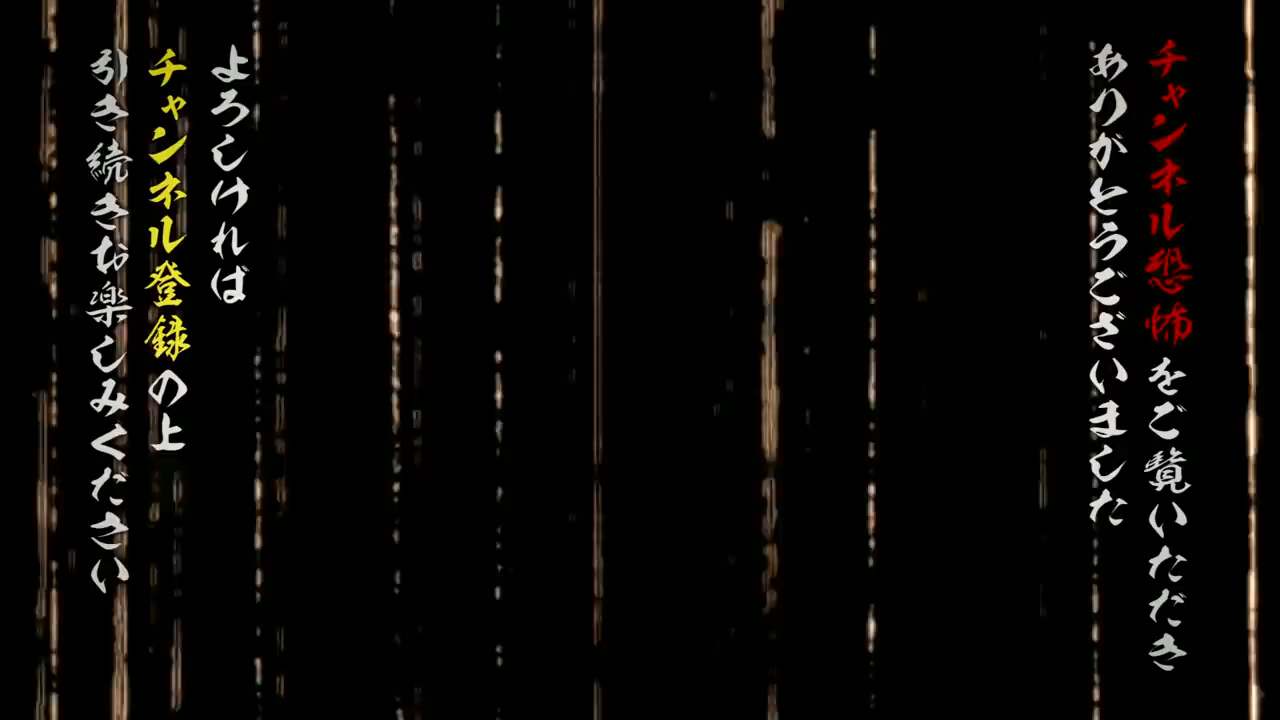 チャンネル恐怖をご覧いただき
ありがとうございました
よろしければ
チャンネル登録の上
引き続きお楽しみください